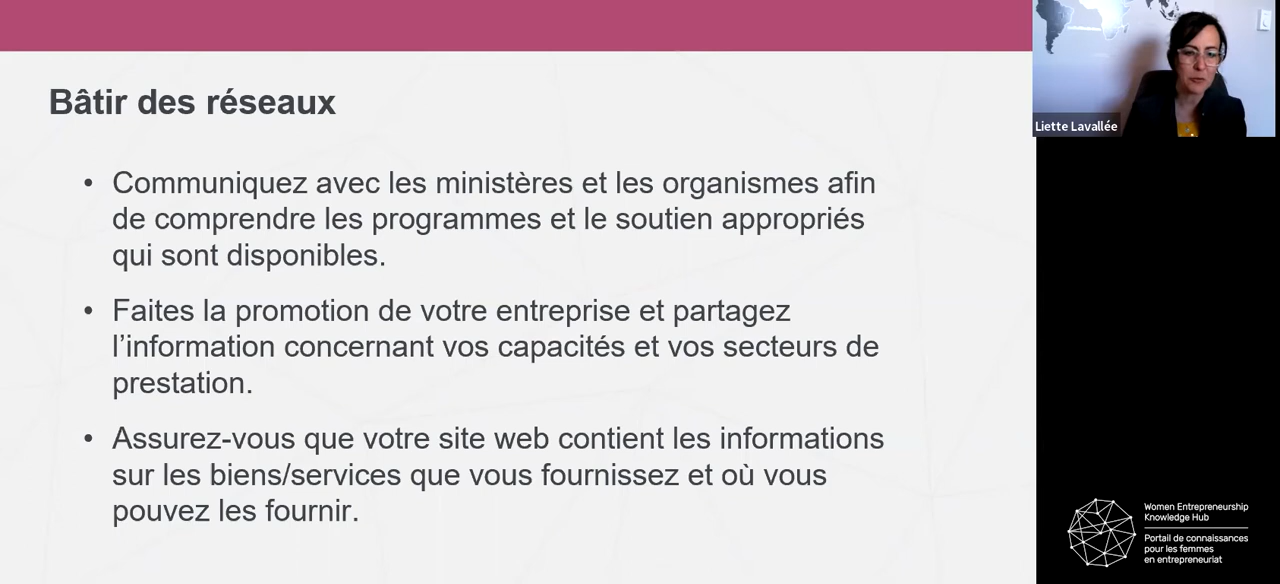 Bâtir des réseaux
• Communiquez avec les ministères et les organismes afin
de comprendre les programmes et le soutien appropriés
qui sont disponibles.
• Faites la promotion de votre entreprise et partagez
l’information concernant vos capacités et vos secteurs de
prestation.
• Assurez-vous que votre site web contient les informations
sur les biens/services que vous fournissez et où vous
pouvez les fournir.
Liette Lavallée
Women Entrepreneurship
Knowledge Hub
Portail de connaissances
pour les femmes
en entrepreneuriat